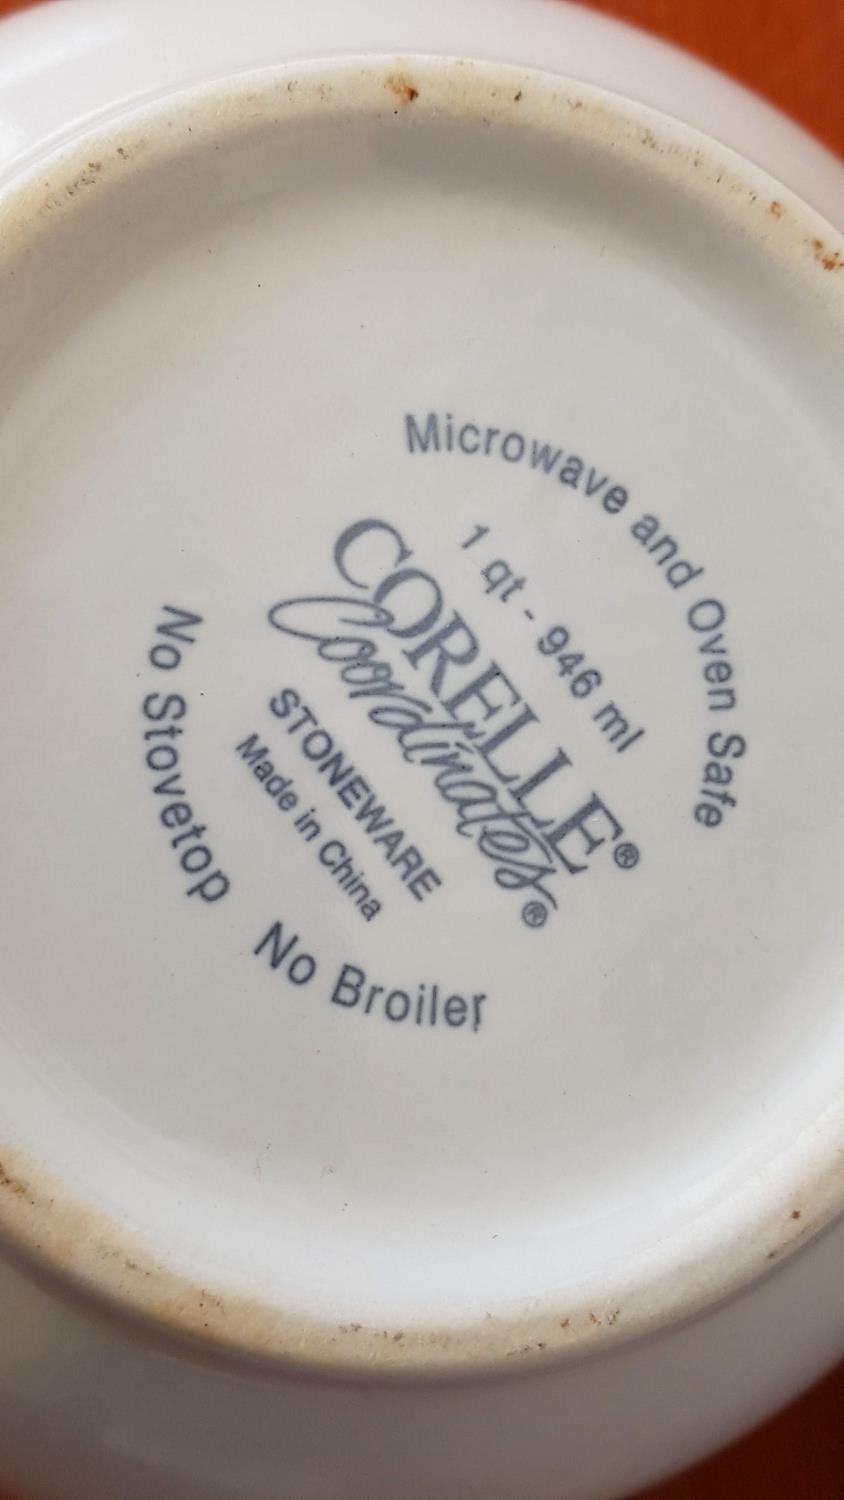 Microwave and Oven Safe
1 qt - 946 ml
CORELLE®
Coordinates®
STONEWARE
Made in China
No Stovetop
No Broiler